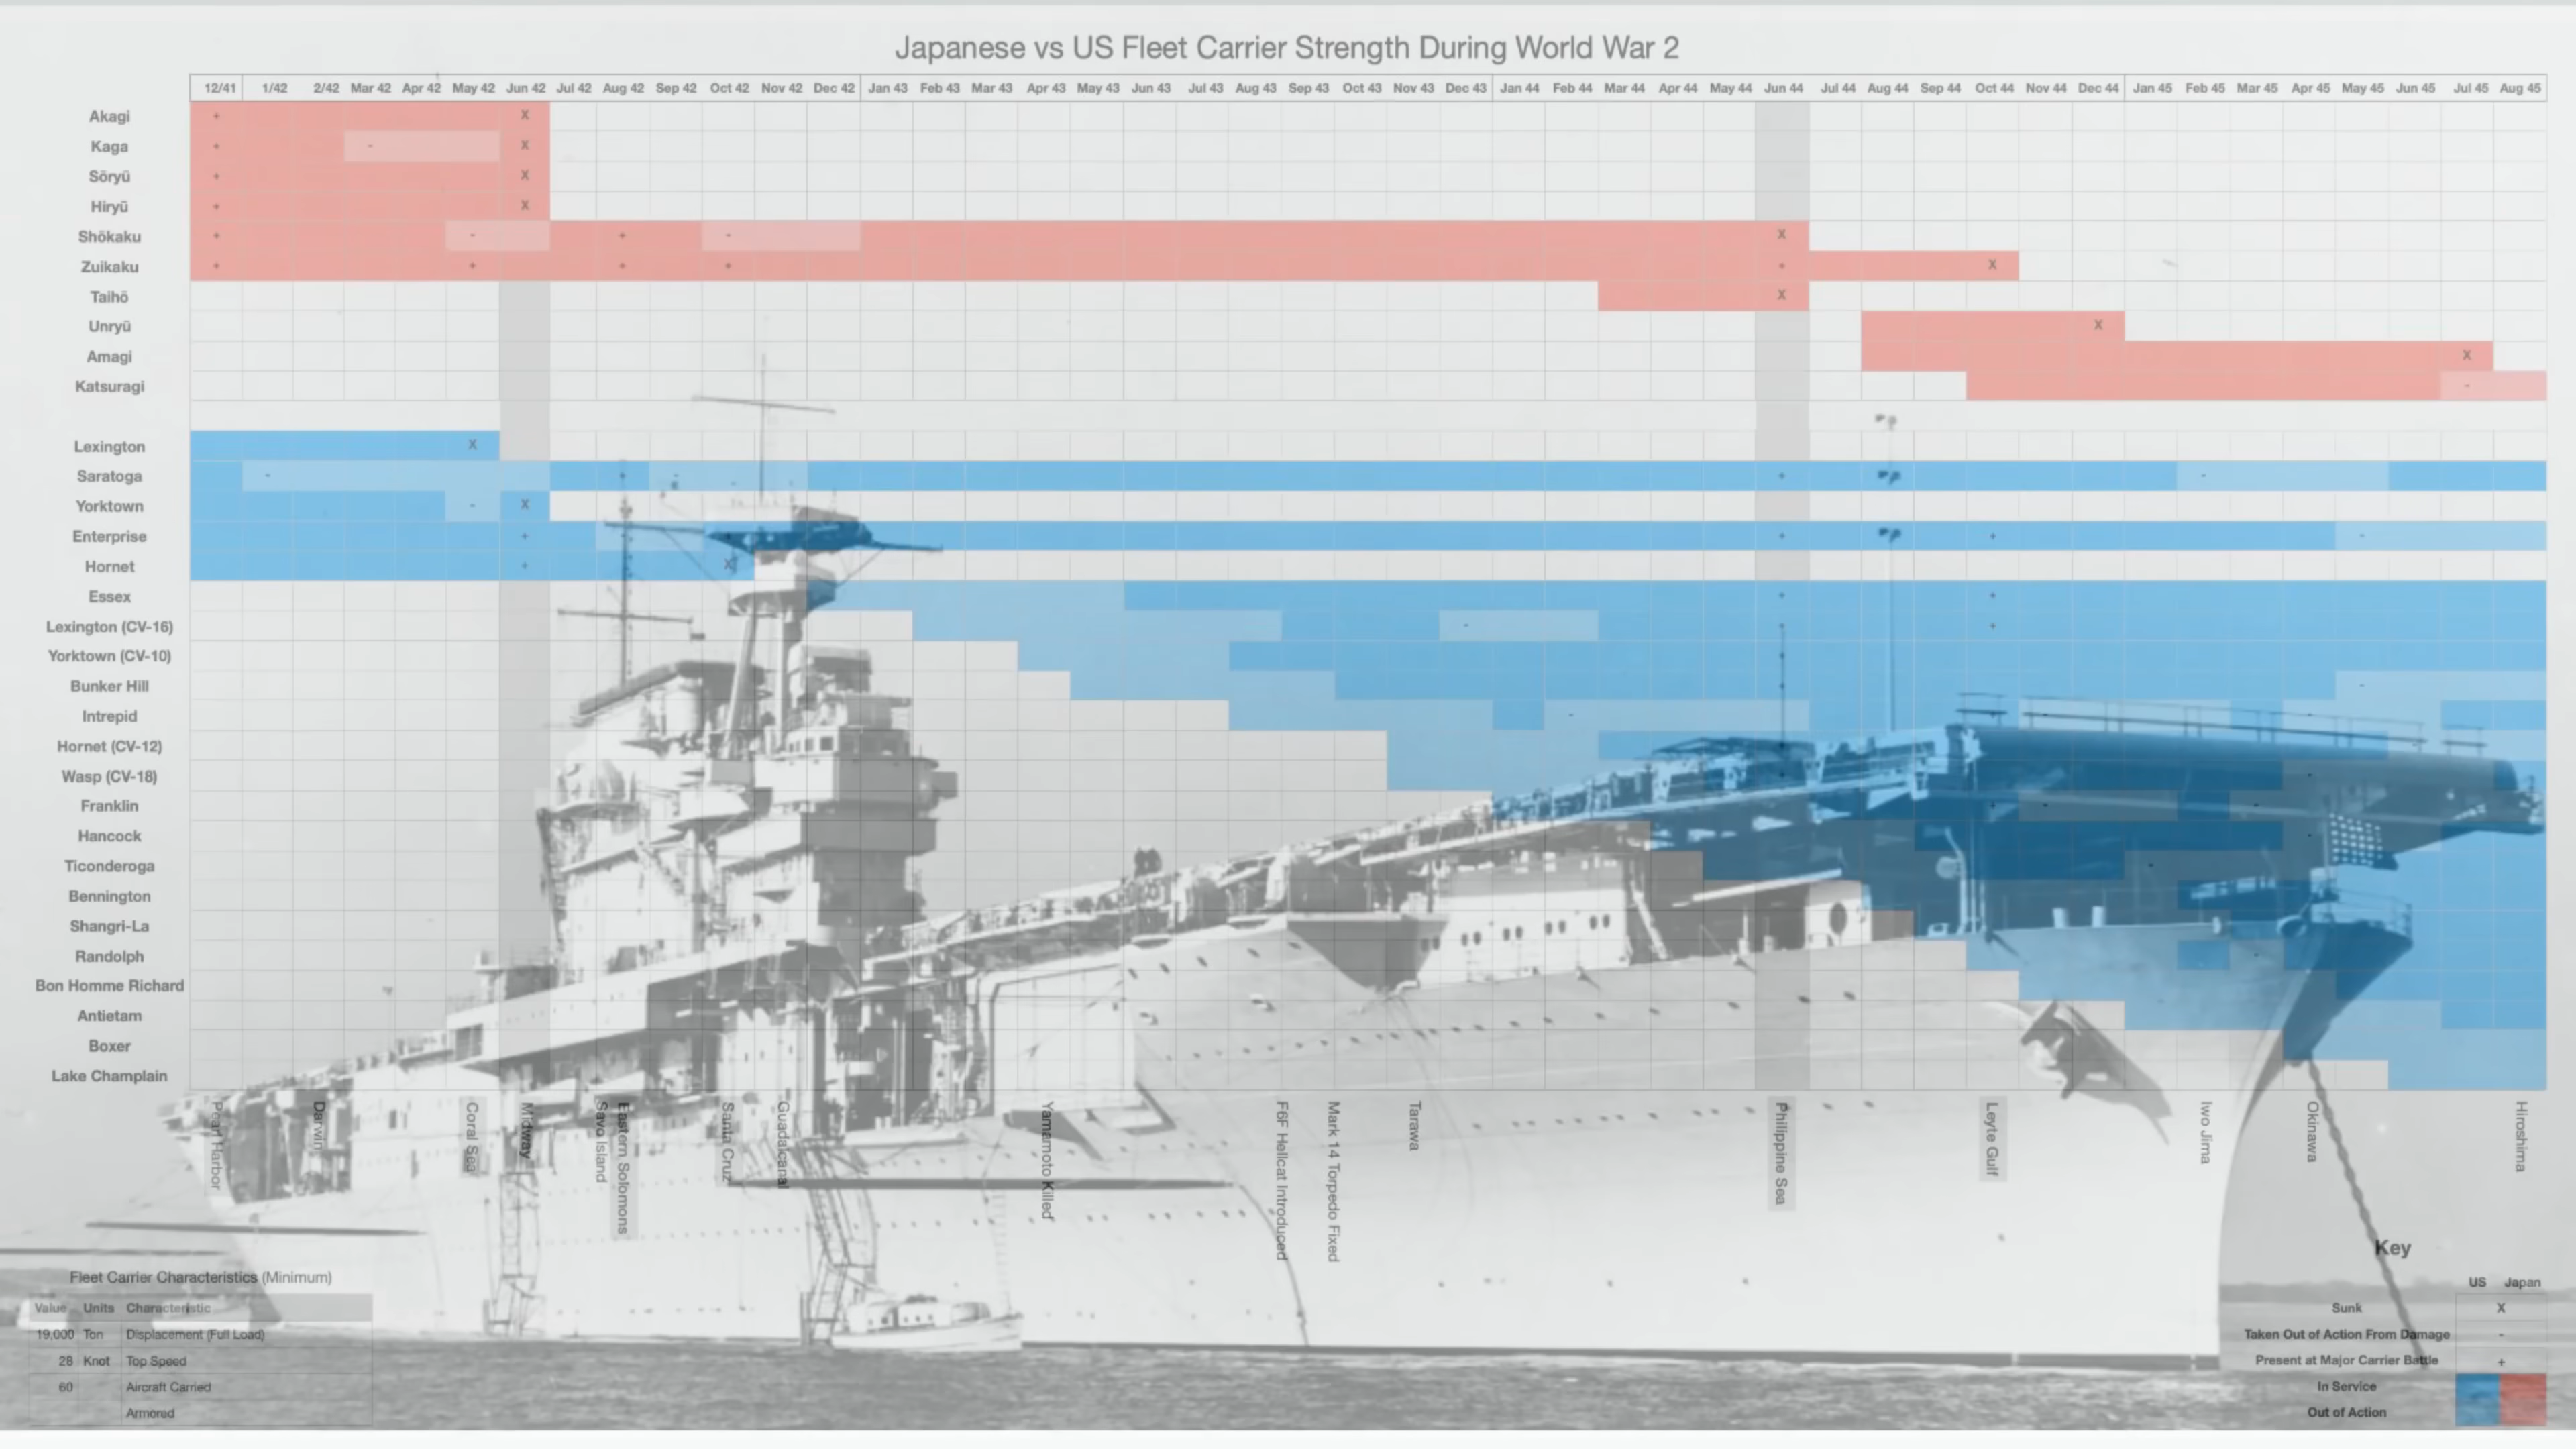 Japanese vs US Fleet Carrier Strength During World War 2
12/41 1/42 2/42 Mar 42 Apr 42 May 42 Jun 42 Jul 42 Aug 42 Sep 42 Oct 42 Nov 42 Dec 42 Jan 43 Feb 43 Mar 43 Apr 43 May 43 Jun 43 Jul 43 Aug 43 Sep 43 Oct 43 Nov 43 Dec 43 Jan 44 Feb 44 Mar 44 Apr 44 May 44 Jun 44 Jul 44 Aug 44 Sep 44 Oct 44 Nov 44 Dec 44 Jan 45 Feb 45 Mar 45 Apr 45 May 45 Jun 45 Jul 45 Aug 45
Akagi + X
Kaga + - X
Sōryū + X
Hiryū + X
Shōkaku + - + - X
Zuikaku + + + + + X
Taihō X
Unryū X
Amagi X
Katsuragi -
Lexington X
Saratoga - + - + -
Yorktown - X
Enterprise + + + -
Hornet + X
Essex + +
Lexington (CV-16) - + +
Yorktown (CV-10)
Bunker Hill -
Intrepid -
Hornet (CV-12)
Wasp (CV-18)
Franklin
Hancock
Ticonderoga
Bennington
Shangri-La
Randolph
Bon Homme Richard
Antietam
Boxer
Lake Champlain
Pearl Harbor
Darwin
Coral Sea
Midway
Savo Island
Eastern Solomons
Santa Cruz
Guadalcanal
Yamamoto Killed
F6F Hellcat Introduced
Mark 14 Torpedo Fixed
Tarawa
Philippine Sea
Leyte Gulf
Iwo Jima
Okinawa
Hiroshima
Fleet Carrier Characteristics (Minimum)
Value Units Characteristic
19,000 Ton Displacement (Full Load)
28 Knot Top Speed
60 Aircraft Carried
Armored
Key
US Japan
Sunk X
Taken Out of Action From Damage -
Present at Major Carrier Battle +
In Service
Out of Action